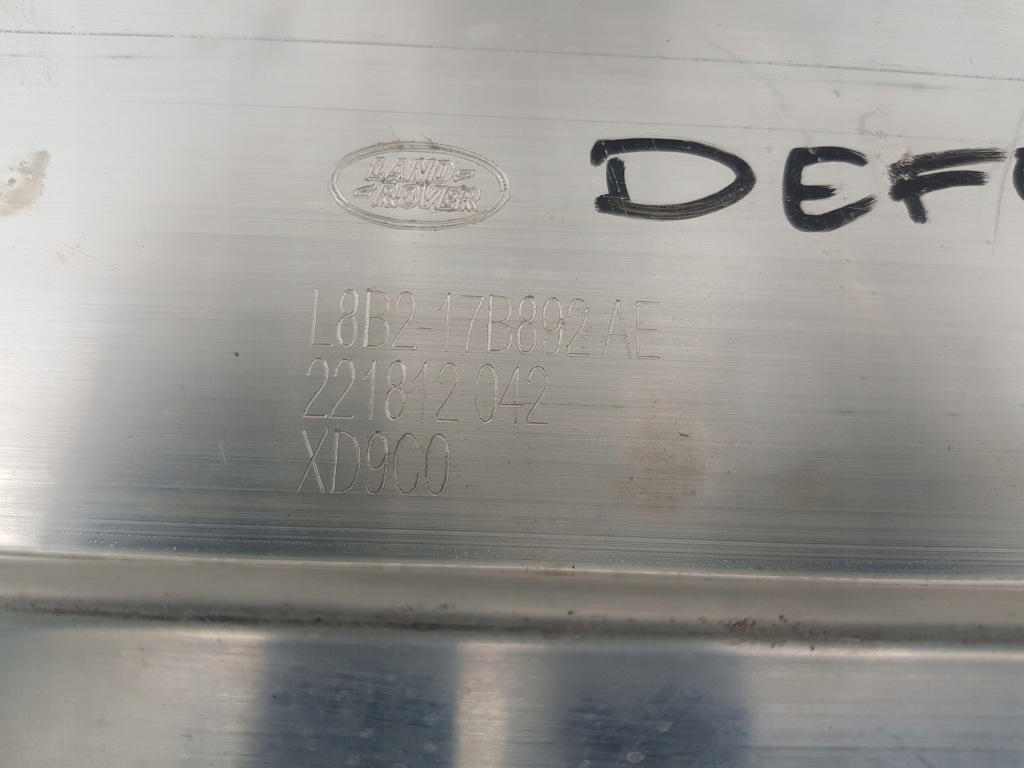 LAND
ROVER
DEF
L8B2-17B892 AE
221812 042
XD9C0